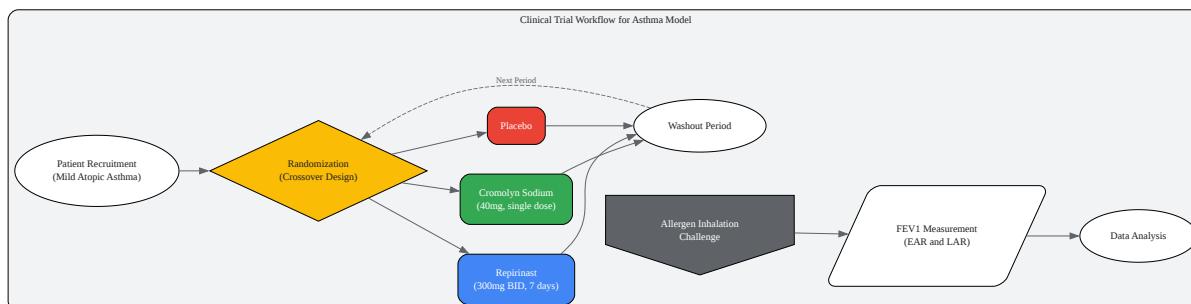 Clinical Trial Workflow for Asthma Model
Next Period
Placebo
Washout Period
Patient Recruitment
(Mild Atopic Asthma)
Randomization
(Crossover Design)
Cromolyn Sodium
(40mg, single dose)
Allergen Inhalation
Challenge
FEV1 Measurement
(EAR and LAR)
Data Analysis
Repirinast
(300mg BID, 7 days)